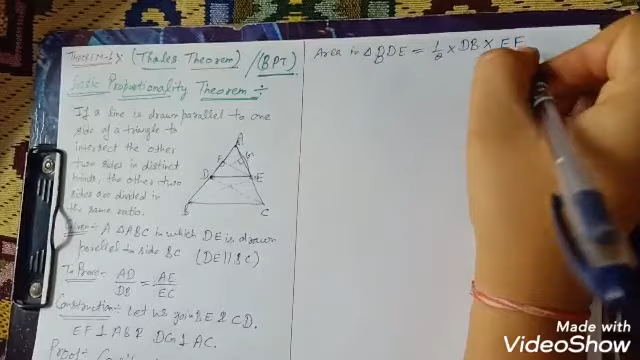 THEOREM-1 (Thales Theorem) / (BPT)
Basic Proportionality Theorem ÷
If a line is drawn parallel to one
side of a triangle to
intersect the other
two sides in distinct
points, the other two
sides are divided in
the same ratio.
A
F G
D E
B C
Given:- A △ABC in which DE is drawn
parallel to side BC (DE || BC)
To Prove:- AD/DB = AE/EC
Construction:- Let us join BE & CD.
EF ⊥ AB & DG ⊥ AC.
Proof:-
Area in △BDE = 1/2 × DB × EF
Made with
VideoShow